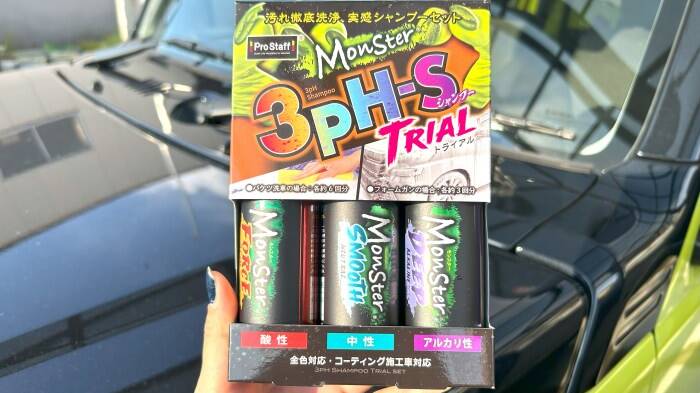 汚れ徹底洗浄、実感シャンプーセット
Pro Staff
MonSter
3pH Shampoo
3pH-S
シャンプー
TRIAL
トライアル
●バケツ洗車の場合:各約6回分
●フォームガンの場合:各約3回分
MonSter
FORCE
MonSter
SMOOTH
NEUTRAL
MonSter
ALKALINE
酸性
中性
アルカリ性
全色対応・コーティング施工車対応
3PH SHAMPOO TRIAL SET